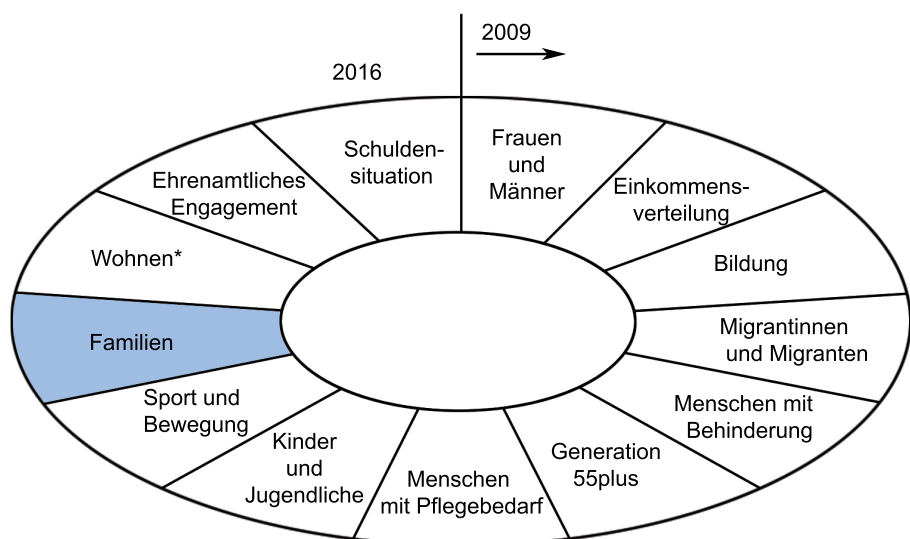 2009
2016
Frauen
und
Männer
Einkommens-
verteilung
Bildung
Migrantinnen
und Migranten
Menschen mit
Behinderung
Generation
55plus
Menschen
mit Pflegebedarf
Kinder
und
Jugendliche
Sport und
Bewegung
Familien
Wohnen*
Ehrenamtliches
Engagement
Schulden-
situation